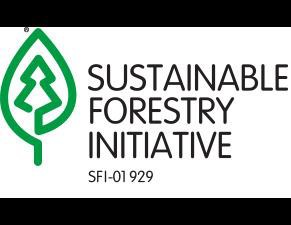 ®
SUSTAINABLE
FORESTRY
INITIATIVE
SFI-01929